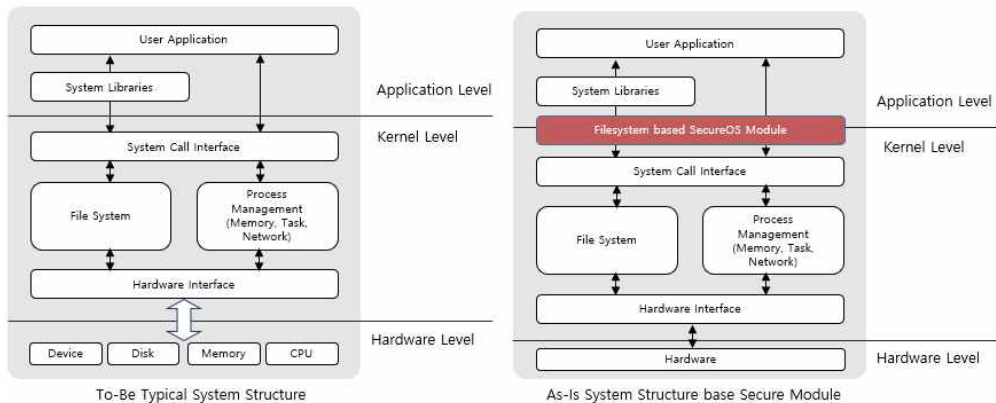 User Application
System Libraries
Application Level
Kernel Level
System Call Interface
File System
Process
Management
(Memory, Task,
Network)
Hardware Interface
Hardware Level
Device
Disk
Memory
CPU
To-Be Typical System Structure
User Application
System Libraries
Application Level
Filesystem based SecureOS Module
Kernel Level
System Call Interface
File System
Process
Management
(Memory, Task,
Network)
Hardware Interface
Hardware
Hardware Level
As-Is System Structure base Secure Module